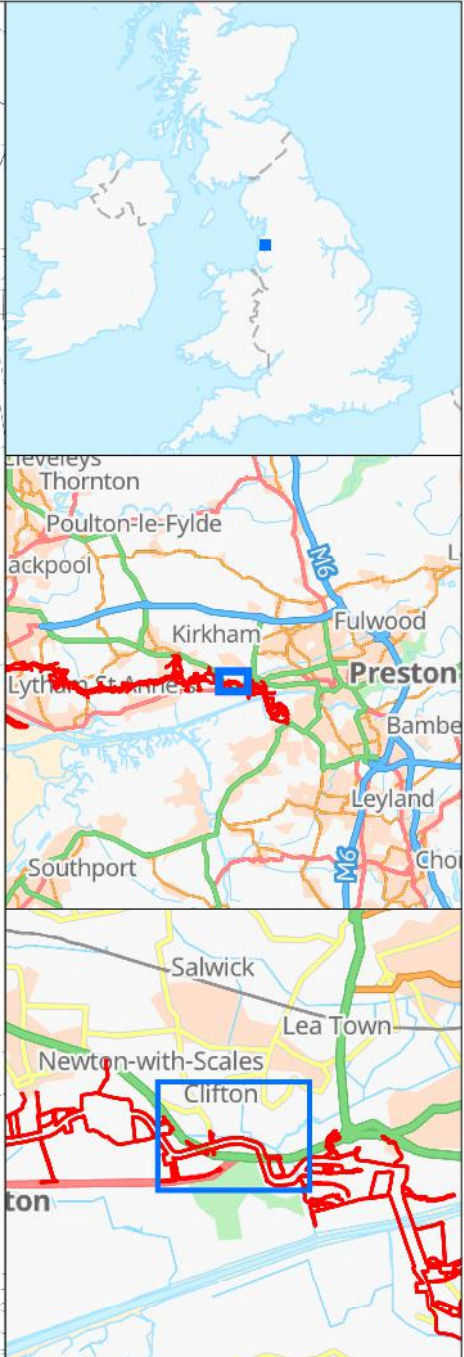 Cleveleys
Thornton
Poulton-le-Fylde
ackpool
L
M6
Kirkham
Fulwood
Preston
Lytham St Anne's
Bambe
Leyland
M6
Chor
Southport
Salwick
Lea Town
Newton-with-Scales
Clifton
ton